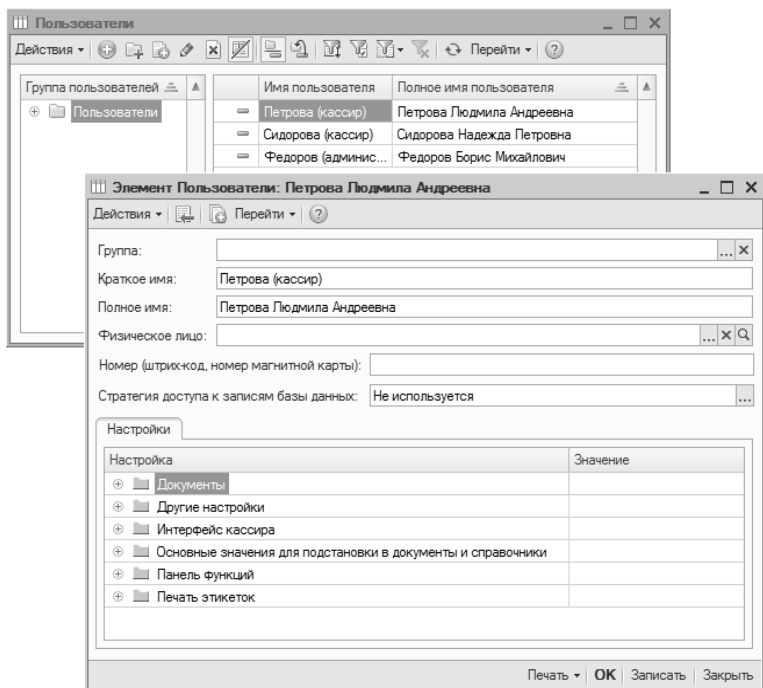 Пользователи
Действия Перейти
Группа пользователей Имя пользователя Полное имя пользователя
Пользователи Петрова (кассир) Петрова Людмила Андреевна
Сидорова (кассир) Сидорова Надежда Петровна
Федоров (админис... Федоров Борис Михайлович
Элемент Пользователи: Петрова Людмила Андреевна
Действия Перейти
Группа:
Краткое имя: Петрова (кассир)
Полное имя: Петрова Людмила Андреевна
Физическое лицо:
Номер (штрих-код, номер магнитной карты):
Стратегия доступа к записям базы данных: Не используется
Настройки
Настройка Значение
Документы
Другие настройки
Интерфейс кассира
Основные значения для подстановки в документы и справочники
Панель функций
Печать этикеток
Печать OK Записать Закрыть